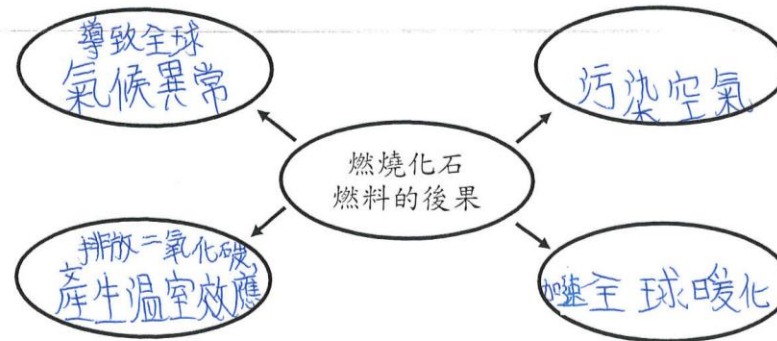 導致全球
氣候異常
污染空氣
燃燒化石
燃料的後果
排放二氧化碳,
產生溫室效應
加速全球暖化